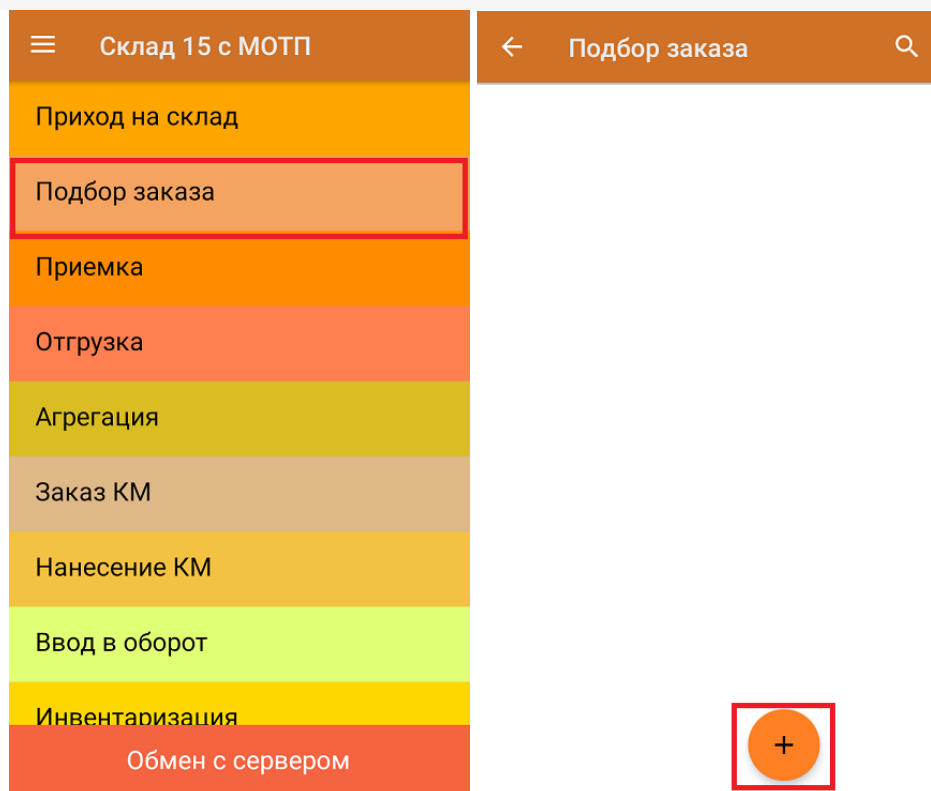 Склад 15 с МОТП
Приход на склад
Подбор заказа
Приемка
Отгрузка
Агрегация
Заказ КМ
Нанесение КМ
Ввод в оборот
Инвентаризация
Обмен с сервером
Подбор заказа
+